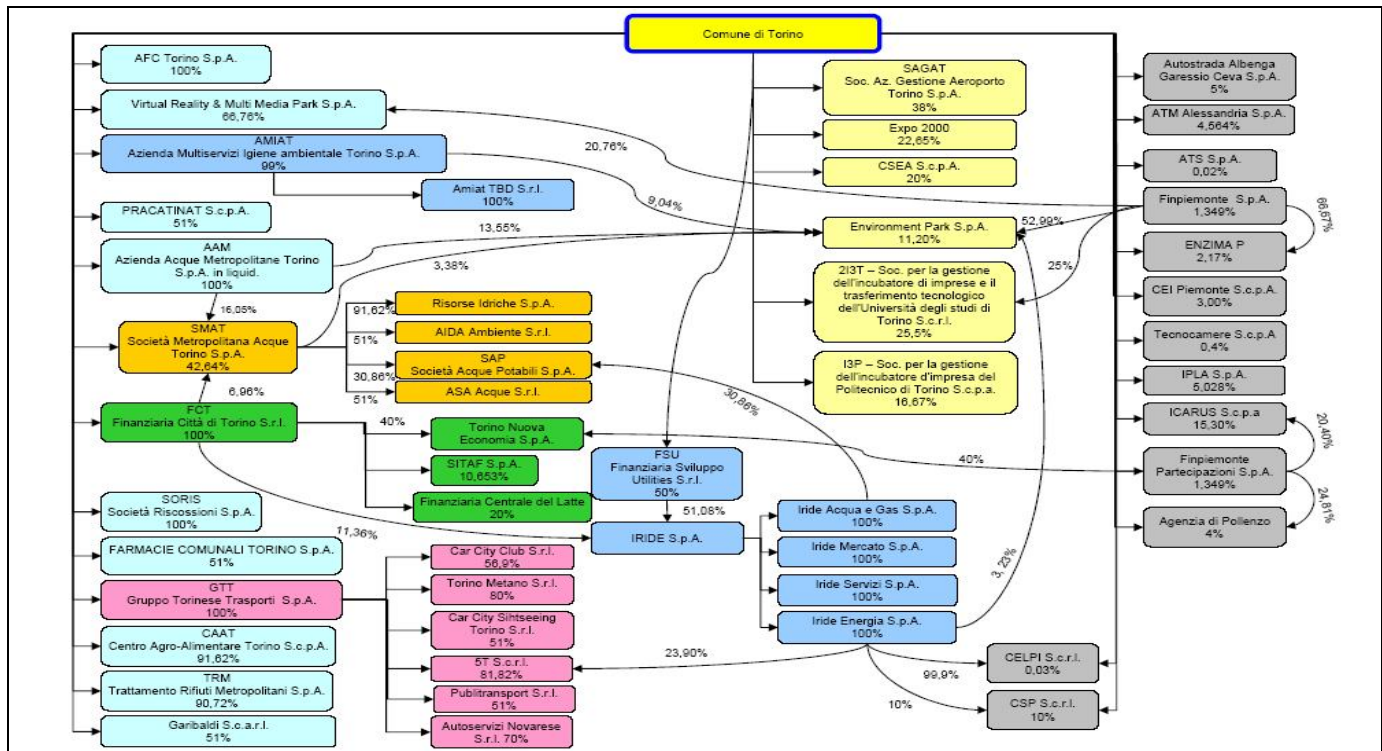 Comune di Torino
AFC Torino S.p.A.
100%
Virtual Reality & Multi Media Park S.p.A.
66,76%
AMIAT
Azienda Multiservizi Igiene ambientale Torino S.p.A.
99%
Amiat TBD S.r.l.
100%
PRACATINAT S.c.p.A.
51%
AAM
Azienda Acque Metropolitane Torino
S.p.A. in liquid.
100%
16,05%
SMAT
Società Metropolitana Acque
Torino S.p.A.
42,64%
6,96%
FCT
Finanziaria Città di Torino S.r.l.
100%
SORIS
Società Riscossioni S.p.A.
100%
11,36%
FARMACIE COMUNALI TORINO S.p.A.
51%
GTT
Gruppo Torinese Trasporti S.p.A.
100%
CAAT
Centro Agro-Alimentare Torino S.c.p.A.
91,62%
TRM
Trattamento Rifiuti Metropolitani S.p.A.
90,72%
Garibaldi S.c.a.r.l.
51%
9,04%
13,55%
3,38%
91,62%
Risorse Idriche S.p.A.
51%
AIDA Ambiente S.r.l.
30,86%
SAP
Società Acque Potabili S.p.A.
51%
ASA Acque S.r.l.
40%
Torino Nuova
Economia S.p.A.
SITAF S.p.A.
10,653%
Finanziaria Centrale del Latte
20%
Car City Club S.r.l.
56,9%
Torino Metano S.r.l.
80%
Car City Sihtseeing
Torino S.r.l.
51%
5T S.c.r.l.
81,82%
Publitransport S.r.l.
51%
Autoservizi Novarese
S.r.l. 70%
FSU
Finanziaria Sviluppo
Utilities S.r.l.
50%
51,08%
IRIDE S.p.A.
30,86%
Iride Acqua e Gas S.p.A.
100%
Iride Mercato S.p.A.
100%
Iride Servizi S.p.A.
100%
Iride Energia S.p.A.
100%
23,90%
3,23%
99,9%
10%
SAGAT
Soc. Az. Gestione Aeroporto
Torino S.p.A.
38%
Expo 2000
22,65%
CSEA S.c.p.A.
20%
20,76%
Environment Park S.p.A.
11,20%
52,99%
2I3T – Soc. per la gestione
dell'incubatore di imprese e il
trasferimento tecnologico
dell'Università degli studi di
Torino S.c.r.l.
25,5%
25%
I3P – Soc. per la gestione
dell'incubatore d'impresa del
Politecnico di Torino S.c.p.a.
16,67%
40%
Autostrada Albenga
Garessio Ceva S.p.A.
5%
ATM Alessandria S.p.A.
4,564%
ATS S.p.A.
0,02%
Finpiemonte S.p.A.
1,349%
66,67%
ENZIMA P
2,17%
CEI Piemonte S.c.p.A.
3,00%
Tecnocamere S.c.p.A
0,4%
IPLA S.p.A.
5,028%
ICARUS S.c.p.a
15,30%
20,40%
Finpiemonte
Partecipazioni S.p.A.
1,349%
24,81%
Agenzia di Pollenzo
4%
CELPI S.c.r.l.
0,03%
CSP S.c.r.l.
10%